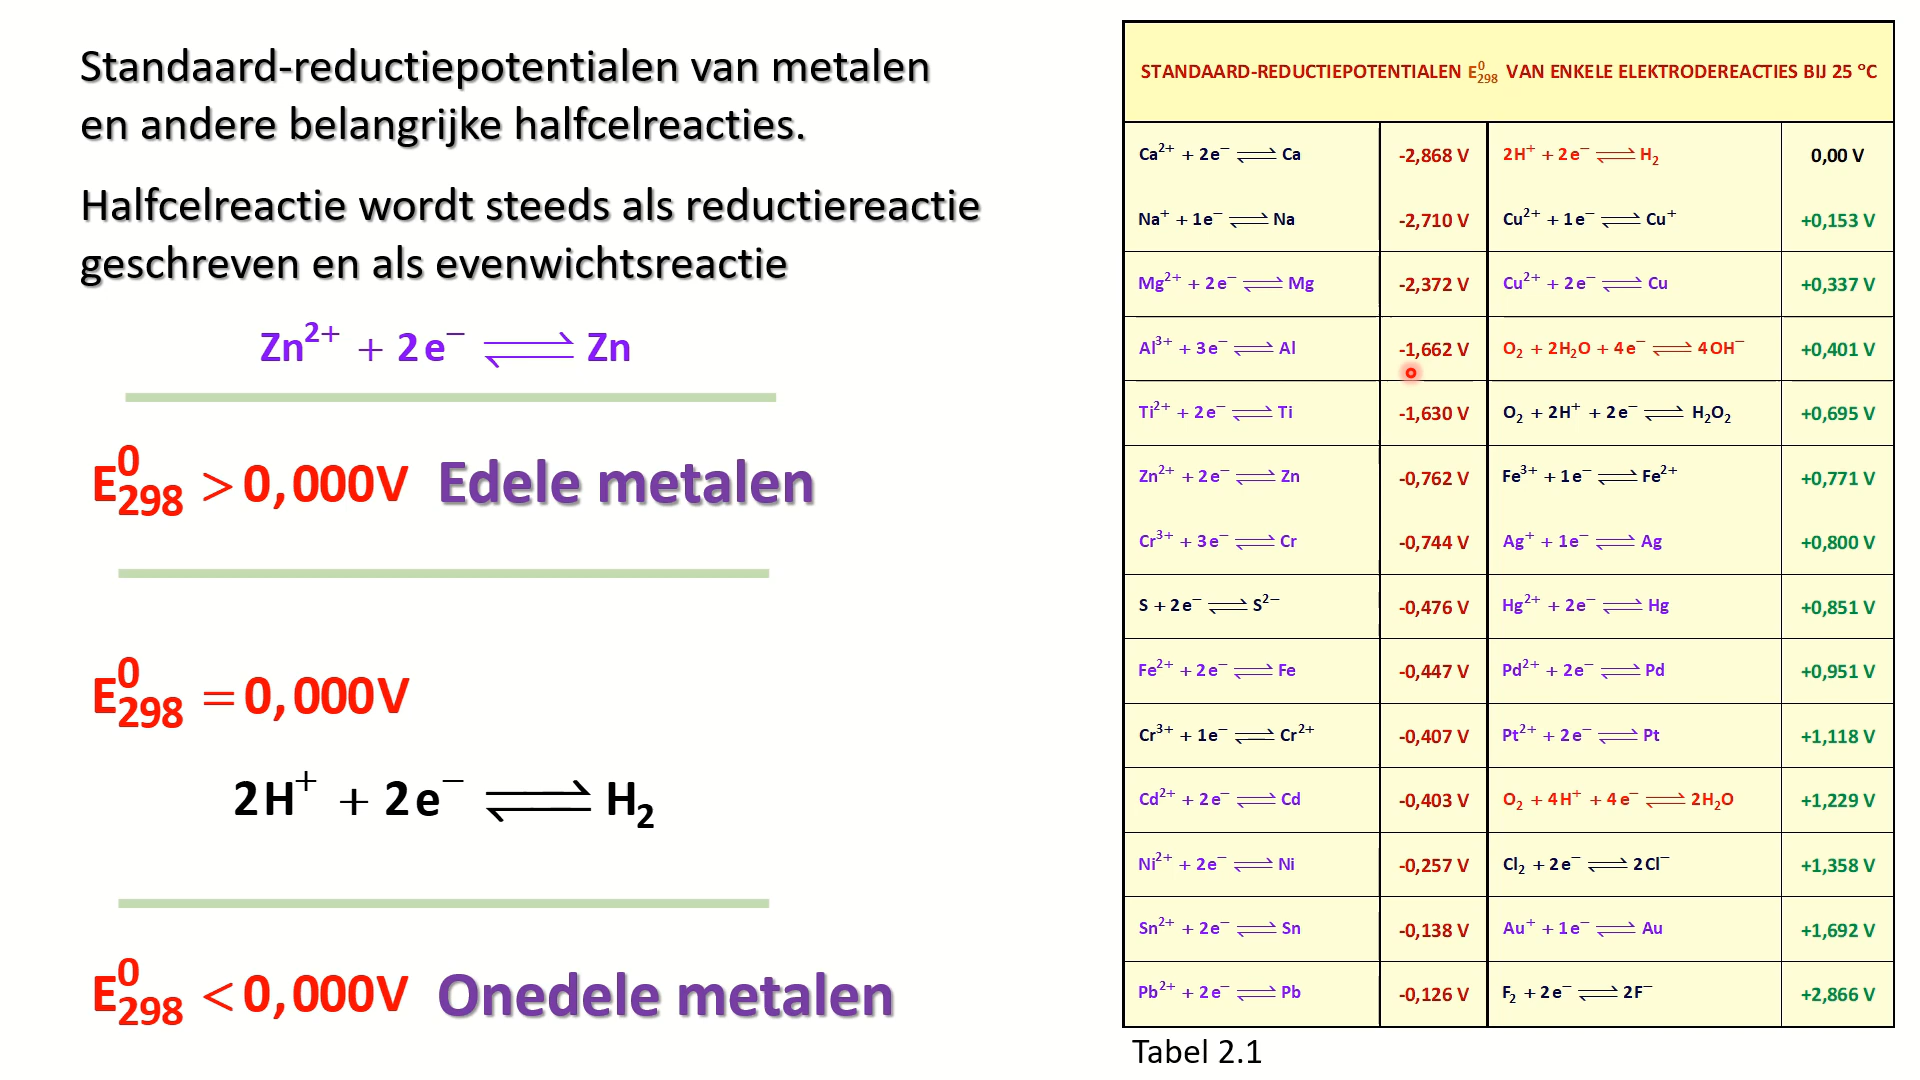 Standaard-reductiepotentialen van metalen
en andere belangrijke halfcelreacties.
Halfcelreactie wordt steeds als reductiereactie
geschreven en als evenwichtsreactie
Zn²⁺ + 2e⁻ ⇌ Zn
E⁰₂₉₈ > 0,000V Edele metalen
E⁰₂₉₈ = 0,000V
2H⁺ + 2e⁻ ⇌ H₂
E⁰₂₉₈ < 0,000V Onedele metalen
STANDAARD-REDUCTIEPOTENTIALEN E⁰₂₉₈ VAN ENKELE ELEKTRODEREACTIES BIJ 25 °C
Ca²⁺ + 2e⁻ ⇌ Ca -2,868 V 2H⁺ + 2e⁻ ⇌ H₂ 0,00 V
Na⁺ + 1e⁻ ⇌ Na -2,710 V Cu²⁺ + 1e⁻ ⇌ Cu⁺ +0,153 V
Mg²⁺ + 2e⁻ ⇌ Mg -2,372 V Cu²⁺ + 2e⁻ ⇌ Cu +0,337 V
Al³⁺ + 3e⁻ ⇌ Al -1,662 V O₂ + 2H₂O + 4e⁻ ⇌ 4OH⁻ +0,401 V
Ti²⁺ + 2e⁻ ⇌ Ti -1,630 V O₂ + 2H⁺ + 2e⁻ ⇌ H₂O₂ +0,695 V
Zn²⁺ + 2e⁻ ⇌ Zn -0,762 V Fe³⁺ + 1e⁻ ⇌ Fe²⁺ +0,771 V
Cr³⁺ + 3e⁻ ⇌ Cr -0,744 V Ag⁺ + 1e⁻ ⇌ Ag +0,800 V
S + 2e⁻ ⇌ S²⁻ -0,476 V Hg²⁺ + 2e⁻ ⇌ Hg +0,851 V
Fe²⁺ + 2e⁻ ⇌ Fe -0,447 V Pd²⁺ + 2e⁻ ⇌ Pd +0,951 V
Cr³⁺ + 1e⁻ ⇌ Cr²⁺ -0,407 V Pt²⁺ + 2e⁻ ⇌ Pt +1,118 V
Cd²⁺ + 2e⁻ ⇌ Cd -0,403 V O₂ + 4H⁺ + 4e⁻ ⇌ 2H₂O +1,229 V
Ni²⁺ + 2e⁻ ⇌ Ni -0,257 V Cl₂ + 2e⁻ ⇌ 2Cl⁻ +1,358 V
Sn²⁺ + 2e⁻ ⇌ Sn -0,138 V Au⁺ + 1e⁻ ⇌ Au +1,692 V
Pb²⁺ + 2e⁻ ⇌ Pb -0,126 V F₂ + 2e⁻ ⇌ 2F⁻ +2,866 V
Tabel 2.1